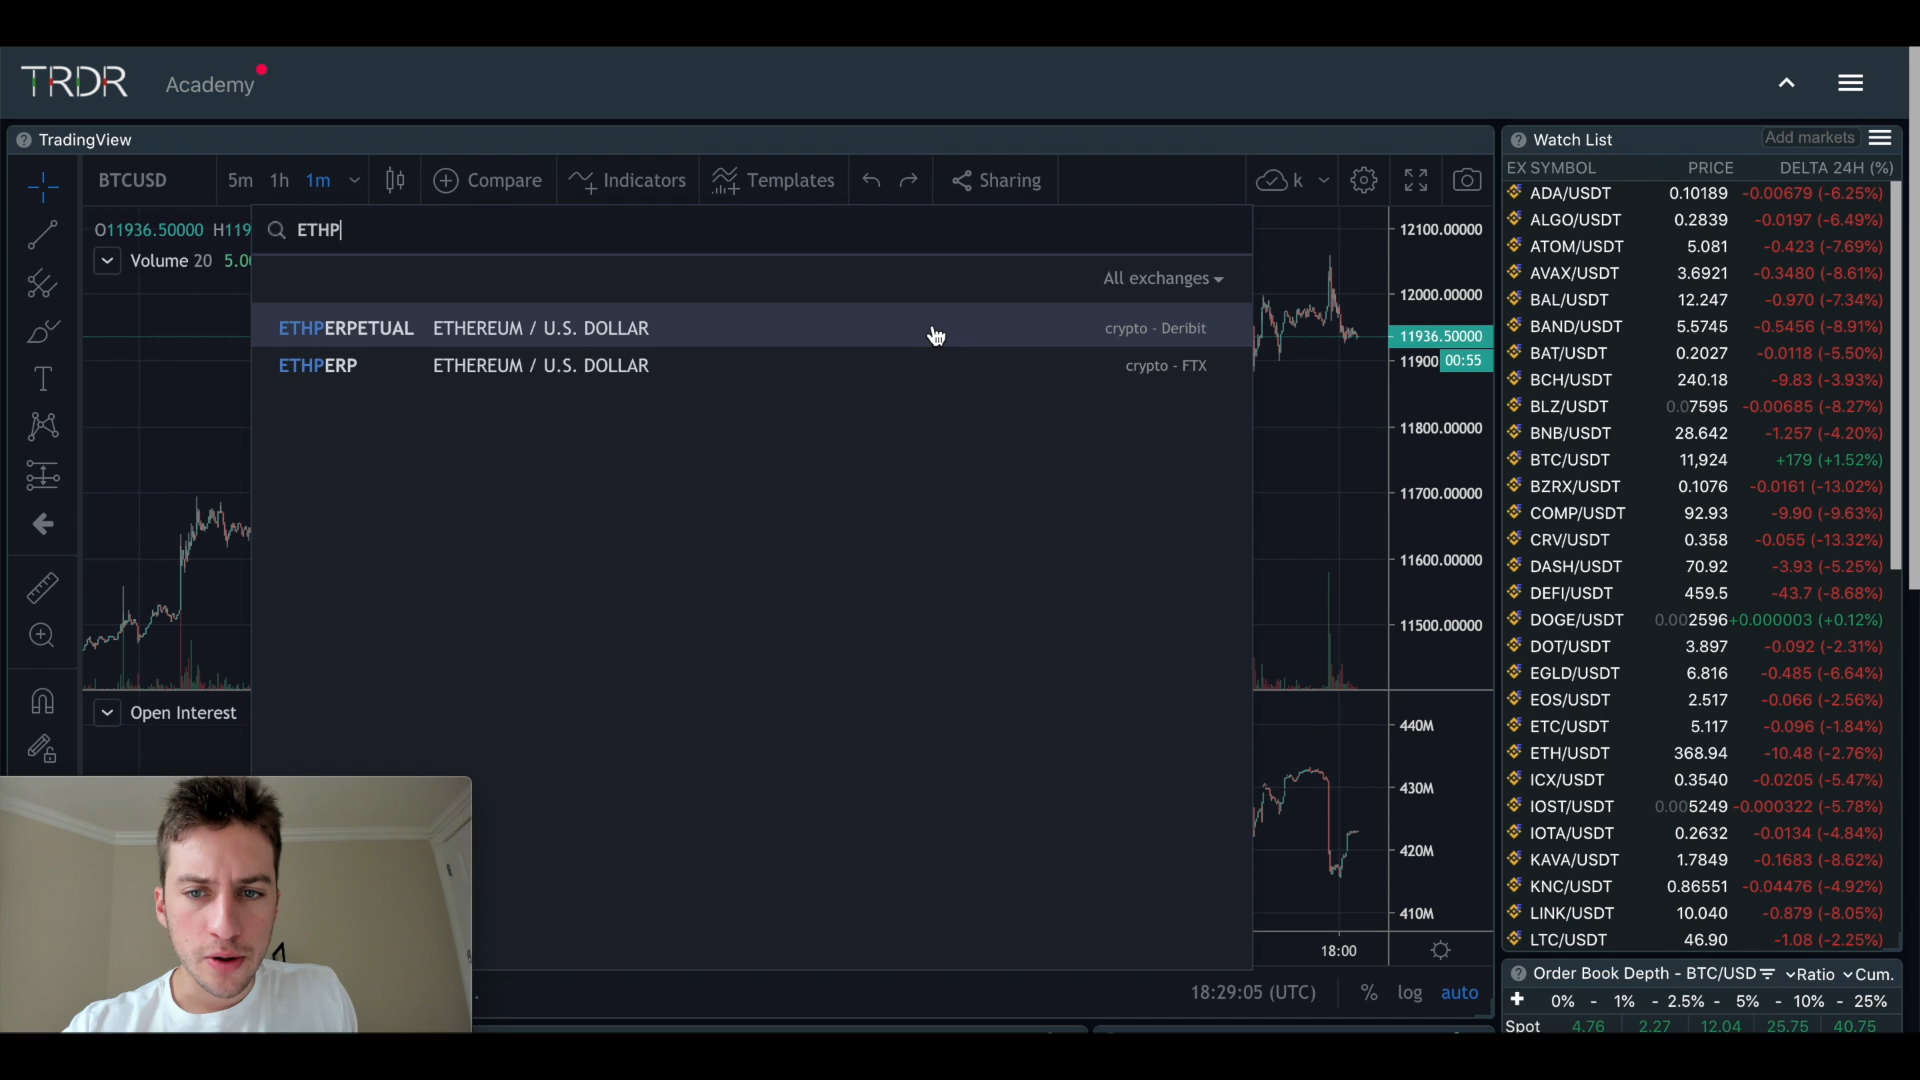 TRDR Academy
TradingView
BTCUSD 5m 1h 1m Compare Indicators Templates Sharing k
O11936.50000 H119
Volume 20 5.0
ETHP
All exchanges
ETHPERPETUAL ETHEREUM / U.S. DOLLAR crypto - Deribit
ETHPERP ETHEREUM / U.S. DOLLAR crypto - FTX
Open Interest
12100.00000
12000.00000
11936.50000
11900 00:55
11800.00000
11700.00000
11600.00000
11500.00000
440M
430M
420M
410M
18:00
18:29:05 (UTC) % log auto
Watch List Add markets
EX SYMBOL PRICE DELTA 24H (%)
ADA/USDT 0.10189 -0.00679 (-6.25%)
ALGO/USDT 0.2839 -0.0197 (-6.49%)
ATOM/USDT 5.081 -0.423 (-7.69%)
AVAX/USDT 3.6921 -0.3480 (-8.61%)
BAL/USDT 12.247 -0.970 (-7.34%)
BAND/USDT 5.5745 -0.5456 (-8.91%)
BAT/USDT 0.2027 -0.0118 (-5.50%)
BCH/USDT 240.18 -9.83 (-3.93%)
BLZ/USDT 0.07595 -0.00685 (-8.27%)
BNB/USDT 28.642 -1.257 (-4.20%)
BTC/USDT 11,924 +179 (+1.52%)
BZRX/USDT 0.1076 -0.0161 (-13.02%)
COMP/USDT 92.93 -9.90 (-9.63%)
CRV/USDT 0.358 -0.055 (-13.32%)
DASH/USDT 70.92 -3.93 (-5.25%)
DEFI/USDT 459.5 -43.7 (-8.68%)
DOGE/USDT 0.002596 +0.000003 (+0.12%)
DOT/USDT 3.897 -0.092 (-2.31%)
EGLD/USDT 6.816 -0.485 (-6.64%)
EOS/USDT 2.517 -0.066 (-2.56%)
ETC/USDT 5.117 -0.096 (-1.84%)
ETH/USDT 368.94 -10.48 (-2.76%)
ICX/USDT 0.3540 -0.0205 (-5.47%)
IOST/USDT 0.005249 -0.000322 (-5.78%)
IOTA/USDT 0.2632 -0.0134 (-4.84%)
KAVA/USDT 1.7849 -0.1683 (-8.62%)
KNC/USDT 0.86551 -0.04476 (-4.92%)
LINK/USDT 10.040 -0.879 (-8.05%)
LTC/USDT 46.90 -1.08 (-2.25%)
Order Book Depth - BTC/USD Ratio Cum.
0% - 1% - 2.5% - 5% - 10% - 25%
Spot 4.76 2.27 12.04 25.75 40.75